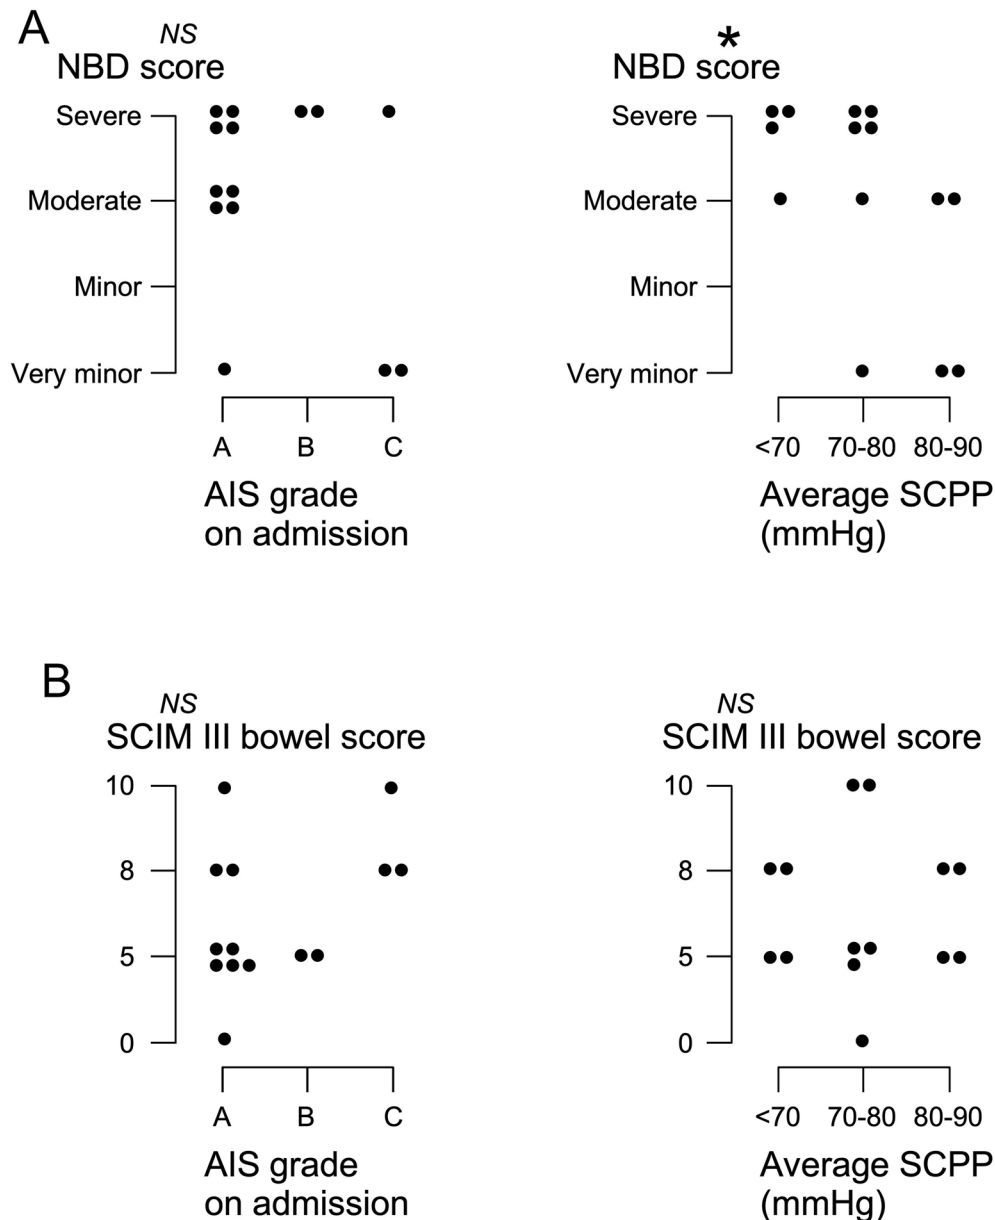 A
NS
NBD score
Severe
Moderate
Minor
Very minor
A B C
AIS grade
on admission
*
NBD score
Severe
Moderate
Minor
Very minor
<70 70-80 80-90
Average SCPP
(mmHg)
B
NS
SCIM III bowel score
10
8
5
0
A B C
AIS grade
on admission
NS
SCIM III bowel score
10
8
5
0
<70 70-80 80-90
Average SCPP
(mmHg)